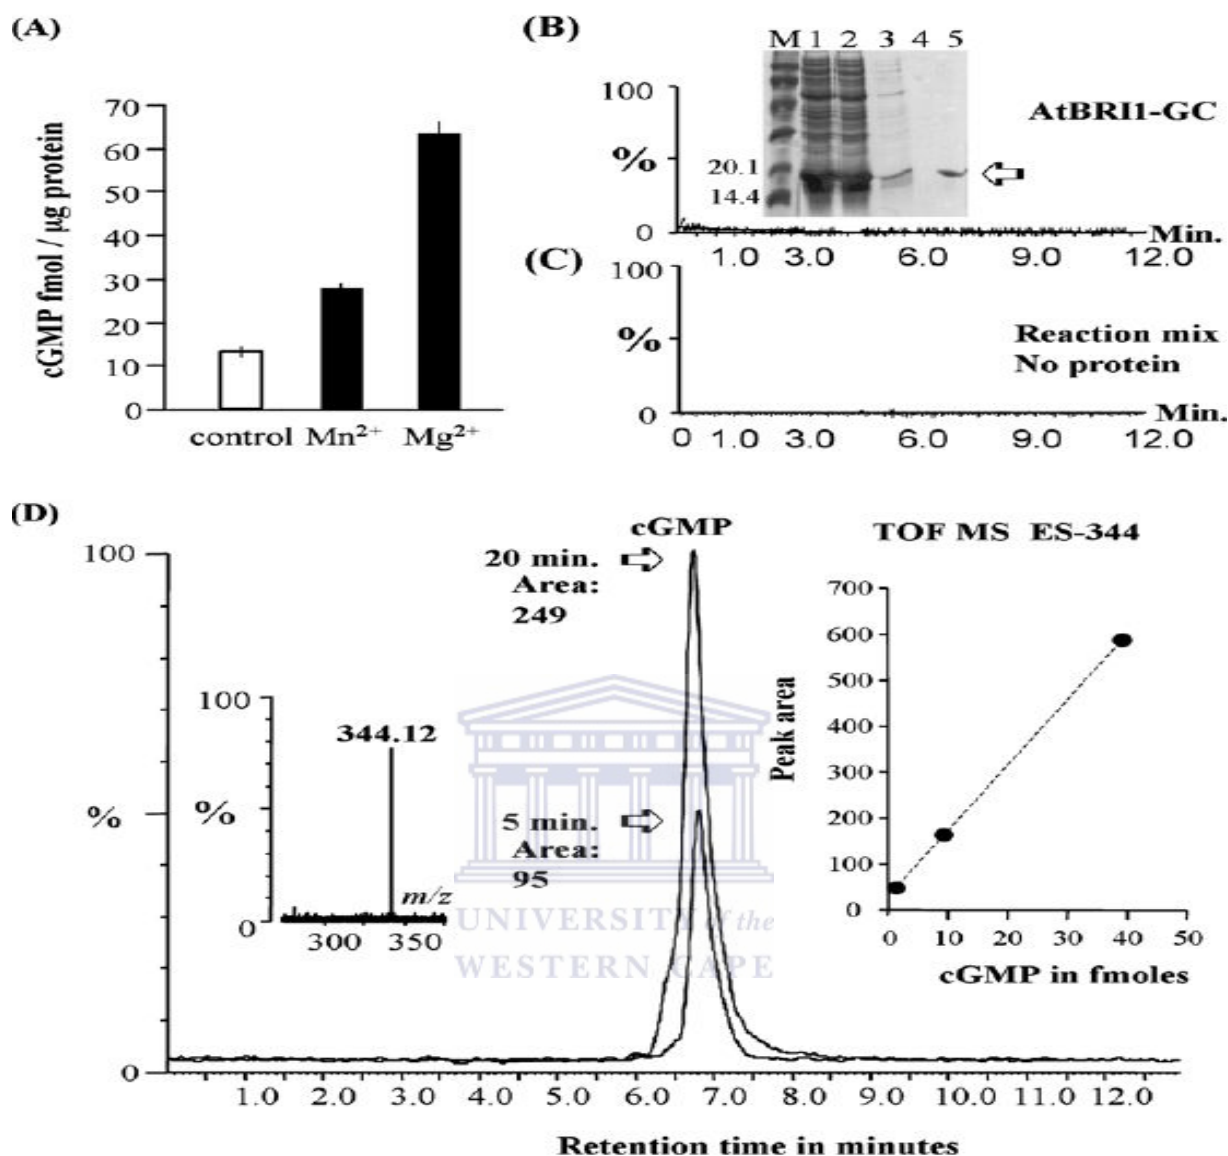 (A)
cGMP fmol / µg protein
70
60
50
40
30
20
10
0
control Mn²⁺ Mg²⁺
(B)
M 1 2 3 4 5
100
%
0
20.1
14.4
AtBRI1-GC
Min.
1.0 3.0 6.0 9.0 12.0
(C)
100
%
0
Reaction mix
No protein
Min.
0 1.0 3.0 6.0 9.0 12.0
(D)
100
%
0
cGMP
20 min.
Area:
249
5 min.
Area:
95
100
%
0
344.12
m/z
300 350
TOF MS ES-344
Peak area
700
600
500
400
300
200
100
0
0 10 20 30 40 50
cGMP in fmoles
UNIVERSITY of the
WESTERN CAPE
1.0 2.0 3.0 4.0 5.0 6.0 7.0 8.0 9.0 10.0 11.0 12.0
Retention time in minutes